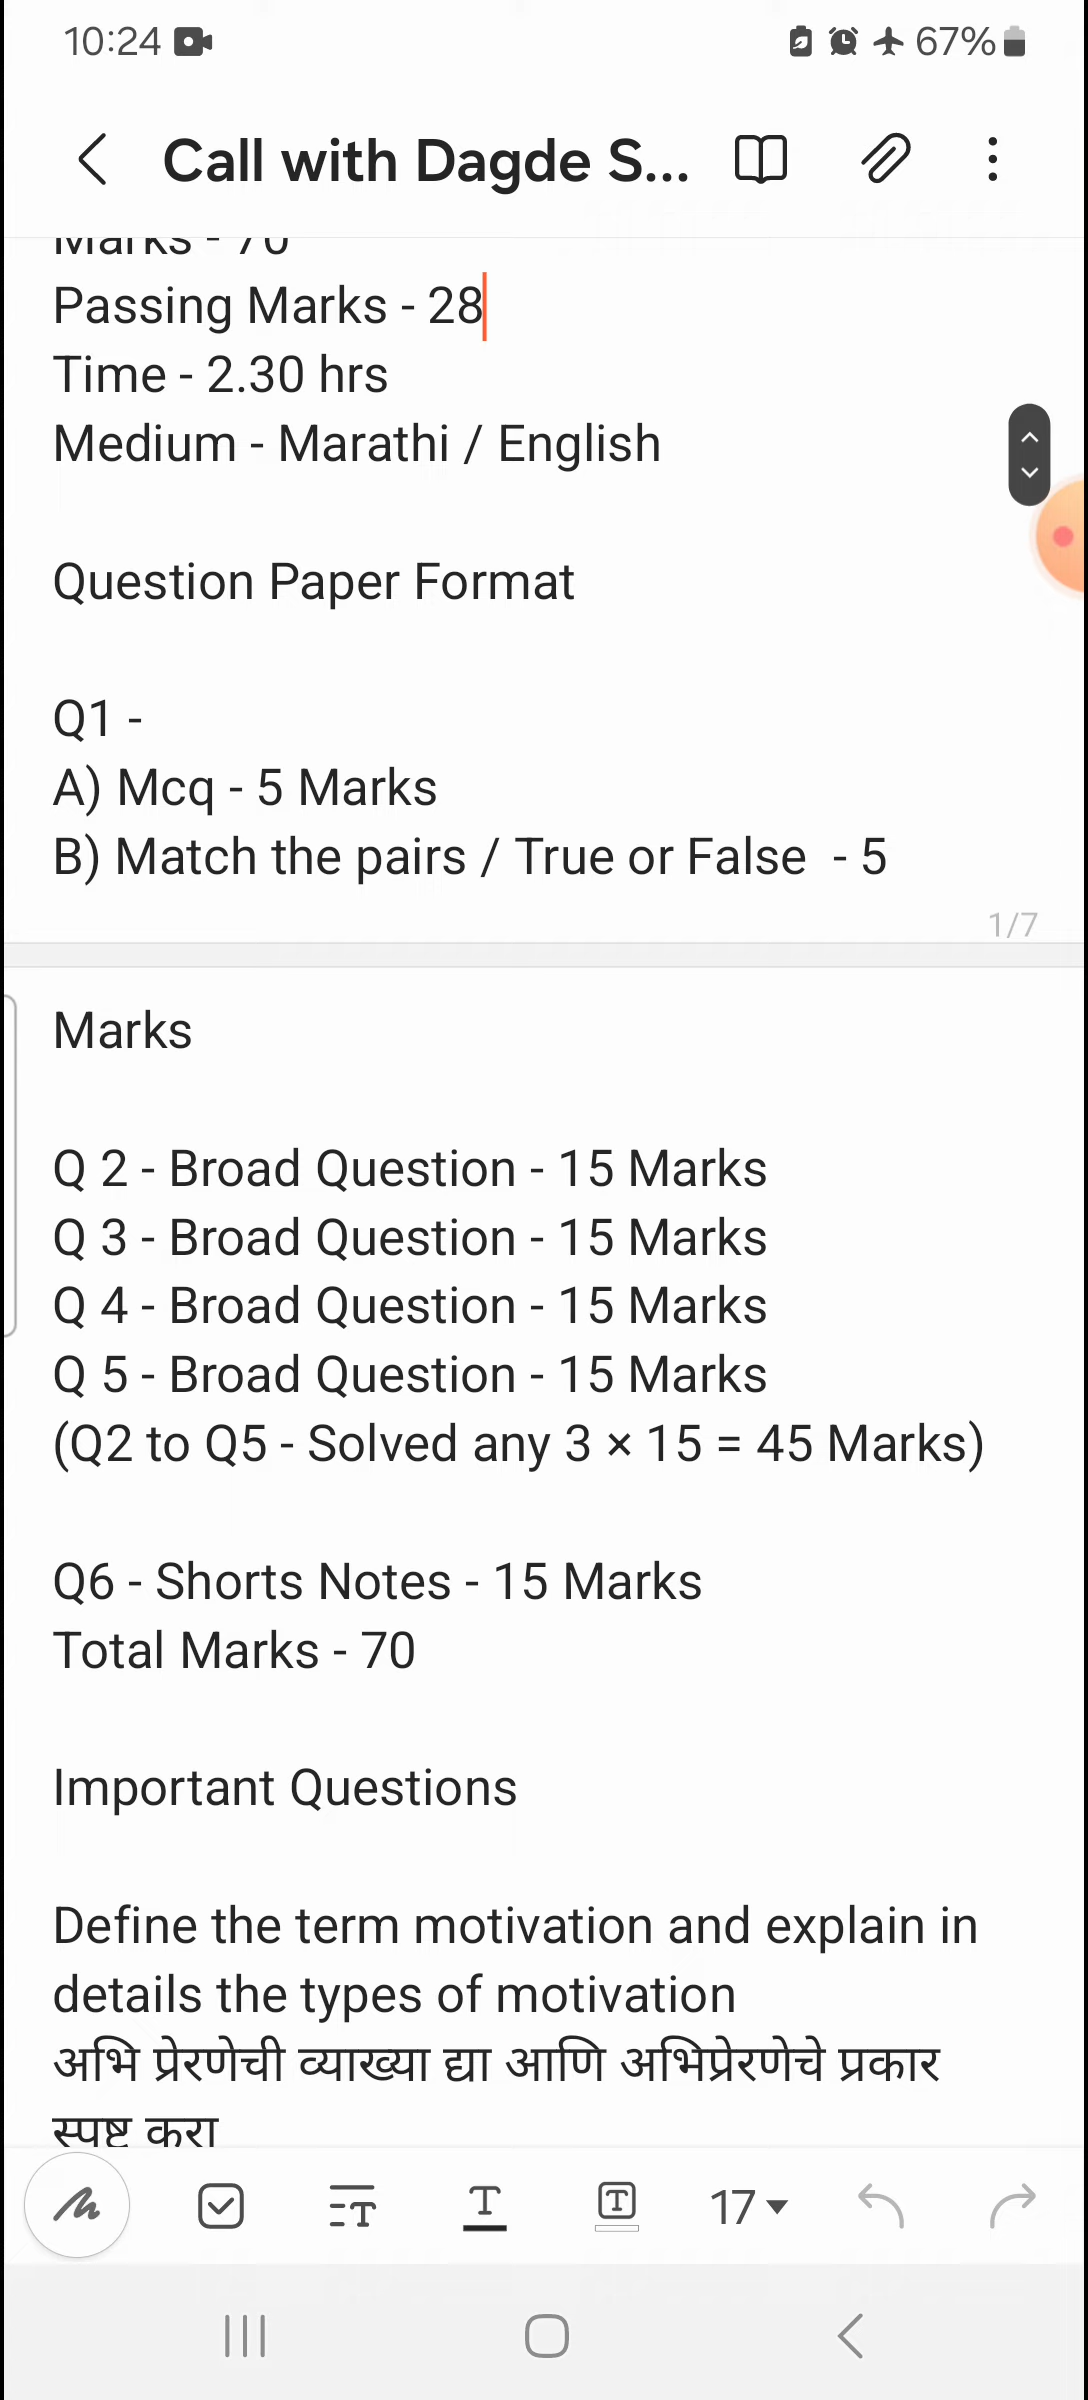 10:24
67%
Call with Dagde S...
Marks - 70
Passing Marks - 28
Time - 2.30 hrs
Medium - Marathi / English
Question Paper Format
Q1 -
A) Mcq - 5 Marks
B) Match the pairs / True or False - 5
1/7
Marks
Q 2 - Broad Question - 15 Marks
Q 3 - Broad Question - 15 Marks
Q 4 - Broad Question - 15 Marks
Q 5 - Broad Question - 15 Marks
(Q2 to Q5 - Solved any 3 × 15 = 45 Marks)
Q6 - Shorts Notes - 15 Marks
Total Marks - 70
Important Questions
Define the term motivation and explain in
details the types of motivation
अभि प्रेरणेची व्याख्या द्या आणि अभिप्रेरणेचे प्रकार
स्पष्ट करा
17